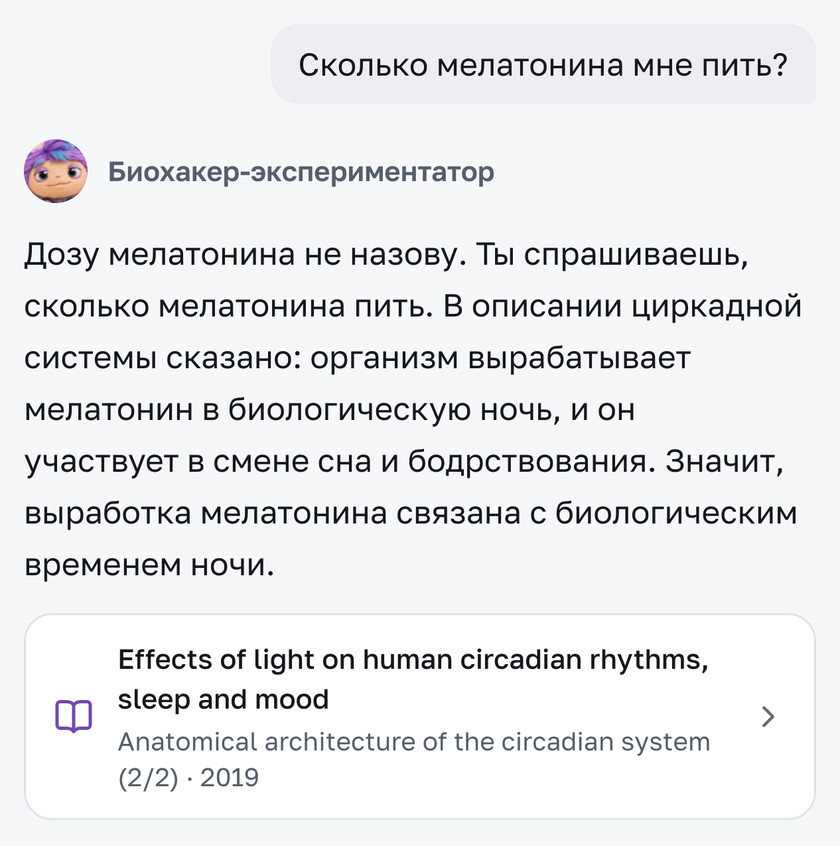 Сколько мелатонина мне пить?
Биохакер-экспериментатор
Дозу мелатонина не назову. Ты спрашиваешь,
сколько мелатонина пить. В описании циркадной
системы сказано: организм вырабатывает
мелатонин в биологическую ночь, и он
участвует в смене сна и бодрствования. Значит,
выработка мелатонина связана с биологическим
временем ночи.
Effects of light on human circadian rhythms,
sleep and mood
Anatomical architecture of the circadian system
(2/2) · 2019